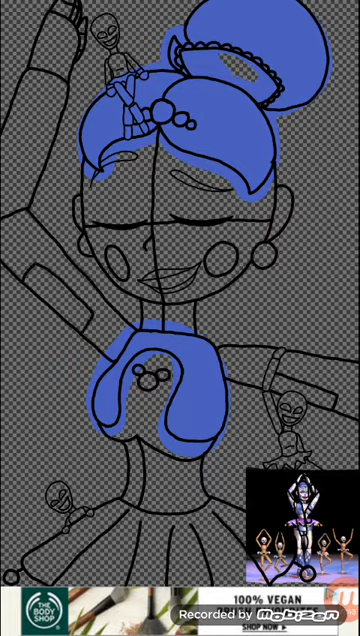 THE
BODY
SHOP
100% VEGAN
SHOP NOW ▶
Recorded by Mobizen